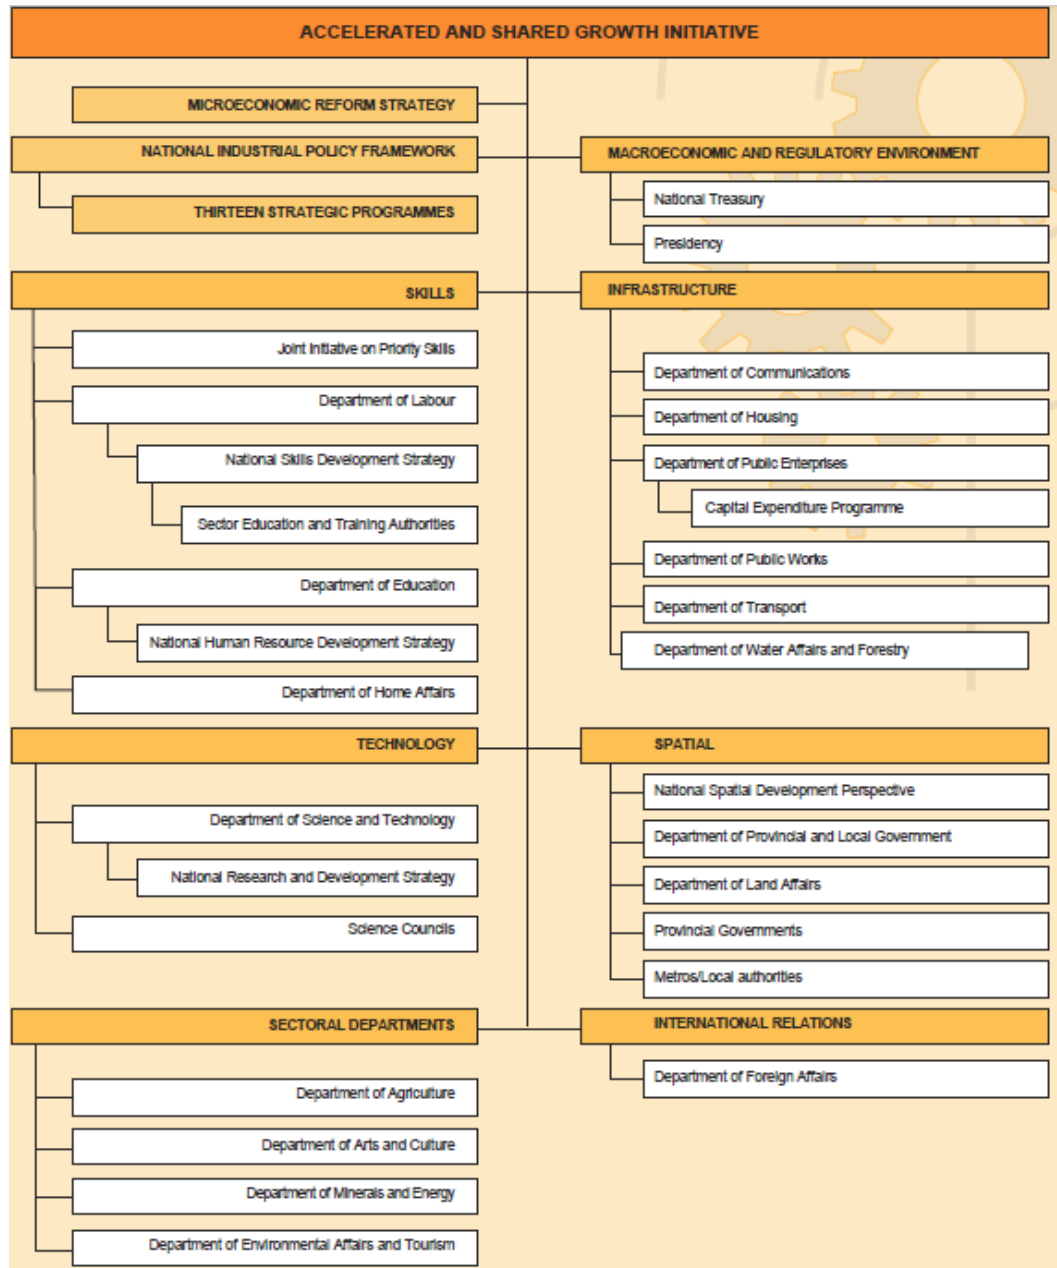 ACCELERATED AND SHARED GROWTH INITIATIVE
MICROECONOMIC REFORM STRATEGY
NATIONAL INDUSTRIAL POLICY FRAMEWORK
THIRTEEN STRATEGIC PROGRAMMES
MACROECONOMIC AND REGULATORY ENVIRONMENT
National Treasury
Presidency
SKILLS
Joint Initiative on Priority Skills
Department of Labour
National Skills Development Strategy
Sector Education and Training Authorities
Department of Education
National Human Resource Development Strategy
Department of Home Affairs
INFRASTRUCTURE
Department of Communications
Department of Housing
Department of Public Enterprises
Capital Expenditure Programme
Department of Public Works
Department of Transport
Department of Water Affairs and Forestry
TECHNOLOGY
Department of Science and Technology
National Research and Development Strategy
Science Councils
SPATIAL
National Spatial Development Perspective
Department of Provincial and Local Government
Department of Land Affairs
Provincial Governments
Metros/Local authorities
SECTORAL DEPARTMENTS
Department of Agriculture
Department of Arts and Culture
Department of Minerals and Energy
Department of Environmental Affairs and Tourism
INTERNATIONAL RELATIONS
Department of Foreign Affairs